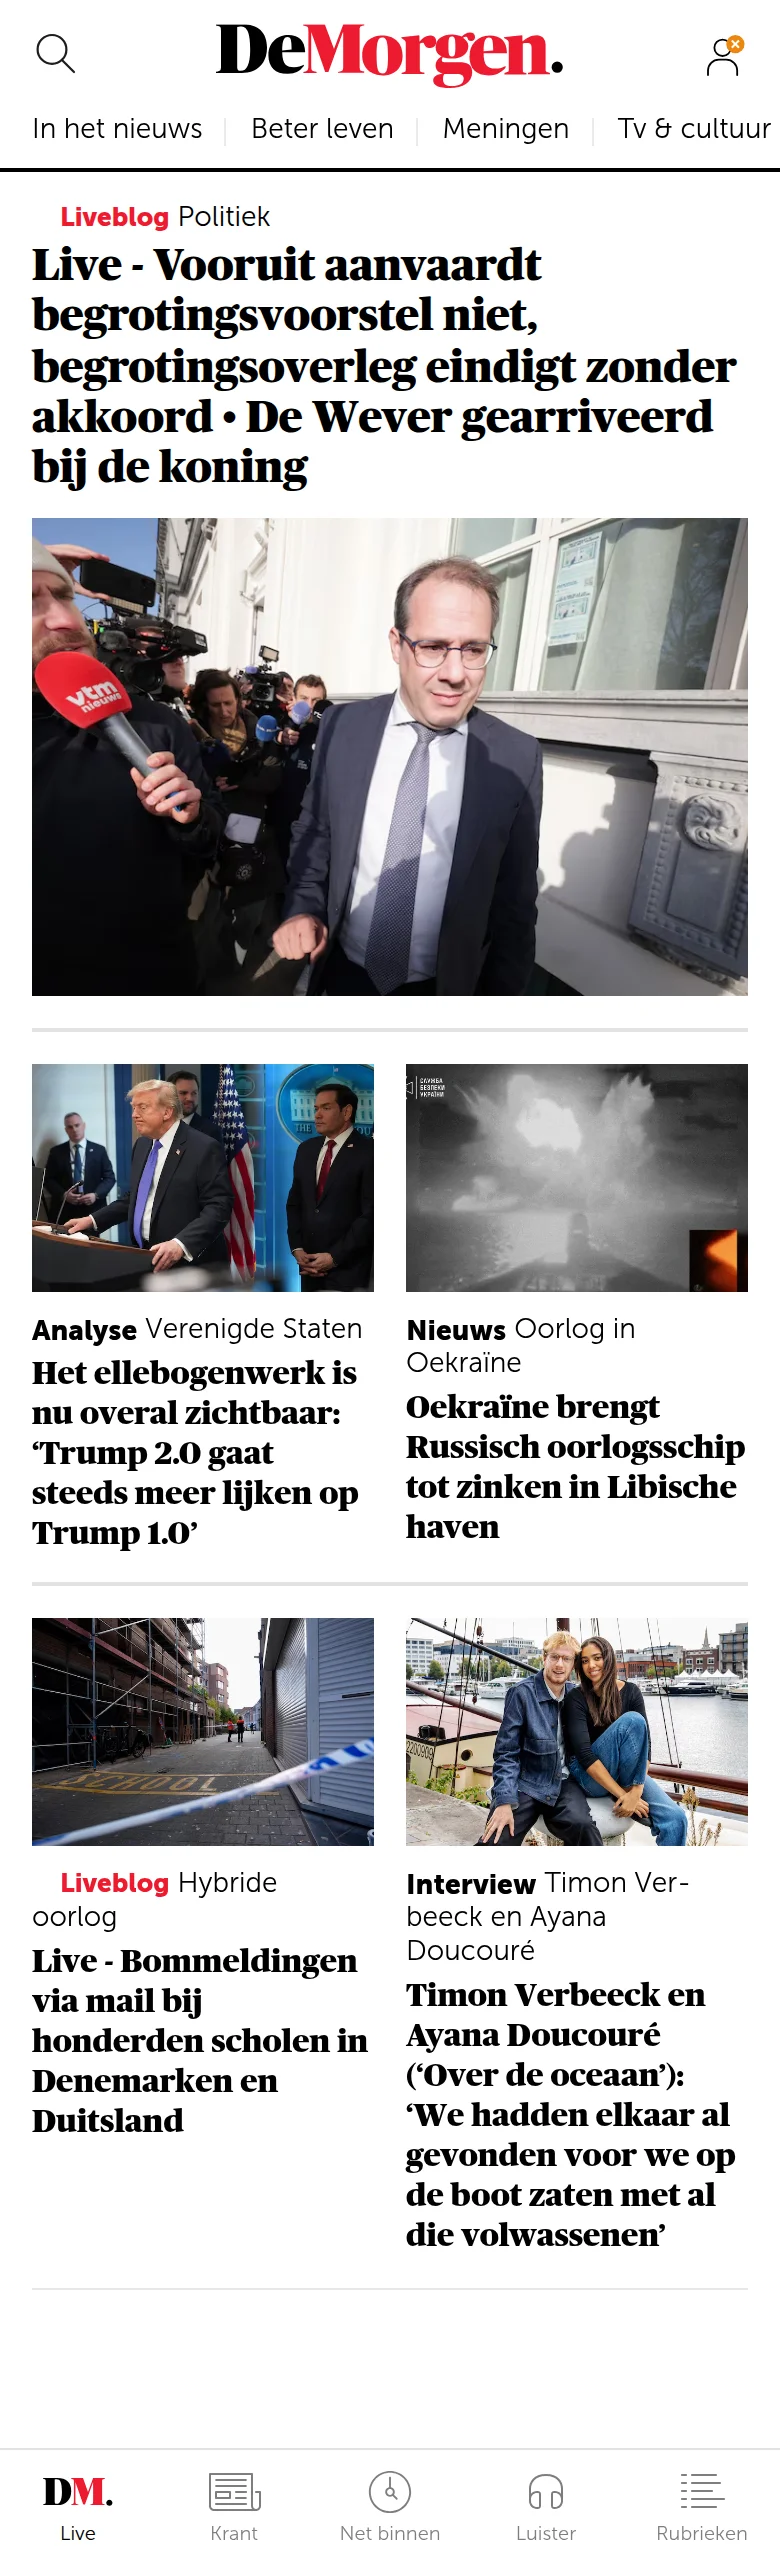 DeMorgen.
In het nieuws
Beter leven
Meningen
Tv & cultuur
Liveblog Politiek
Live - Vooruit aanvaardt
begrotingsvoorstel niet,
begrotingsoverleg eindigt zonder
akkoord • De Wever gearriveerd
bij de koning
vtm
nieuws
СЛУЖБА
БЕЗПЕКИ
УКРАЇНИ
Analyse Verenigde Staten
Het ellebogenwerk is
nu overal zichtbaar:
‘Trump 2.0 gaat
steeds meer lijken op
Trump 1.0’
Nieuws Oorlog in
Oekraïne
Oekraïne brengt
Russisch oorlogsschip
tot zinken in Libische
haven
SCHOOL
Liveblog Hybride
oorlog
Live - Bommeldingen
via mail bij
honderden scholen in
Denemarken en
Duitsland
Interview Timon Ver-
beeck en Ayana
Doucouré
Timon Verbeeck en
Ayana Doucouré
(‘Over de oceaan’):
‘We hadden elkaar al
gevonden voor we op
de boot zaten met al
die volwassenen’
DM.
Live
Krant
Net binnen
Luister
Rubrieken